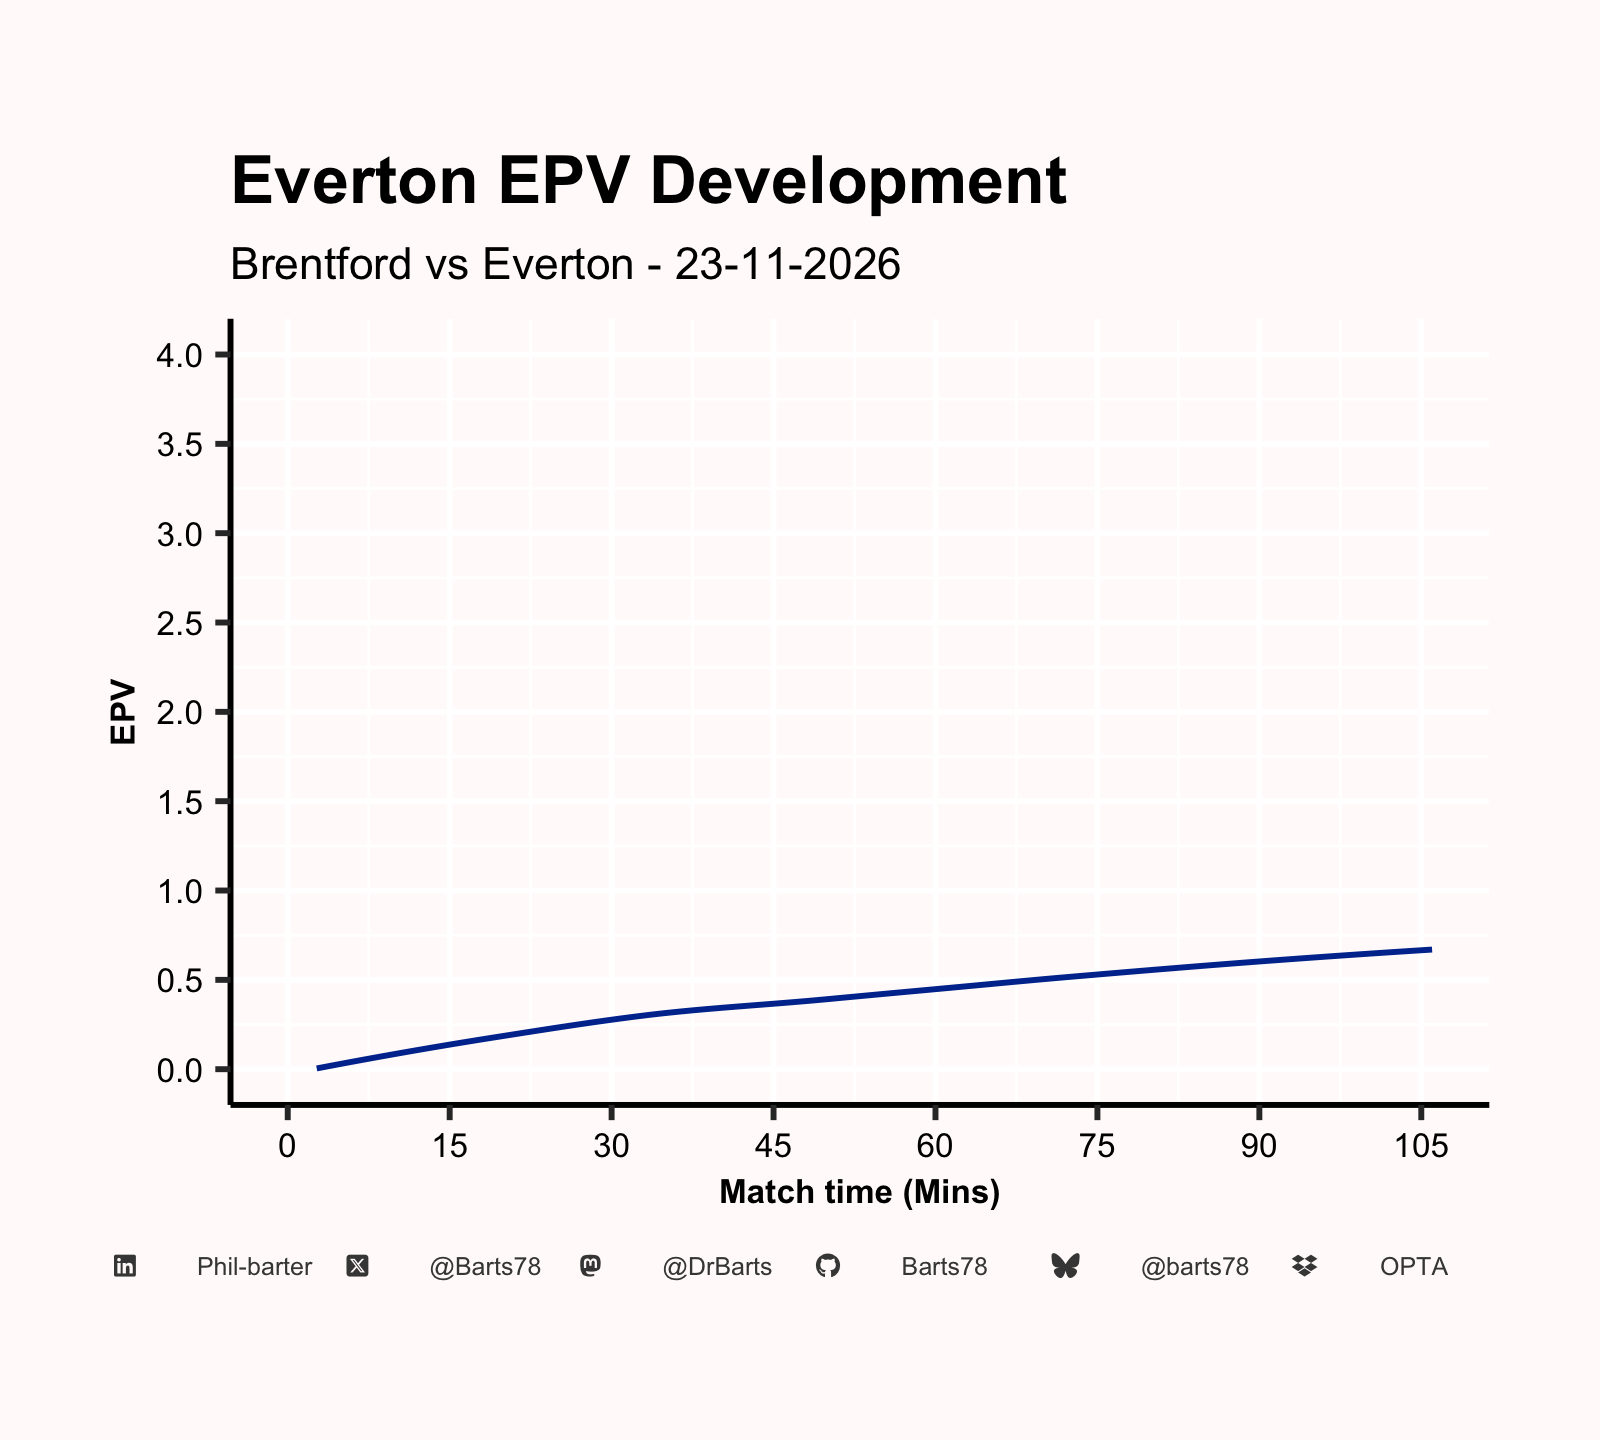 Everton EPV Development
Brentford vs Everton - 23-11-2026
4.0
3.5
3.0
2.5
2.0
1.5
1.0
0.5
0.0
EPV
0 15 30 45 60 75 90 105
Match time (Mins)
Phil-barter @Barts78 @DrBarts Barts78 @barts78 OPTA